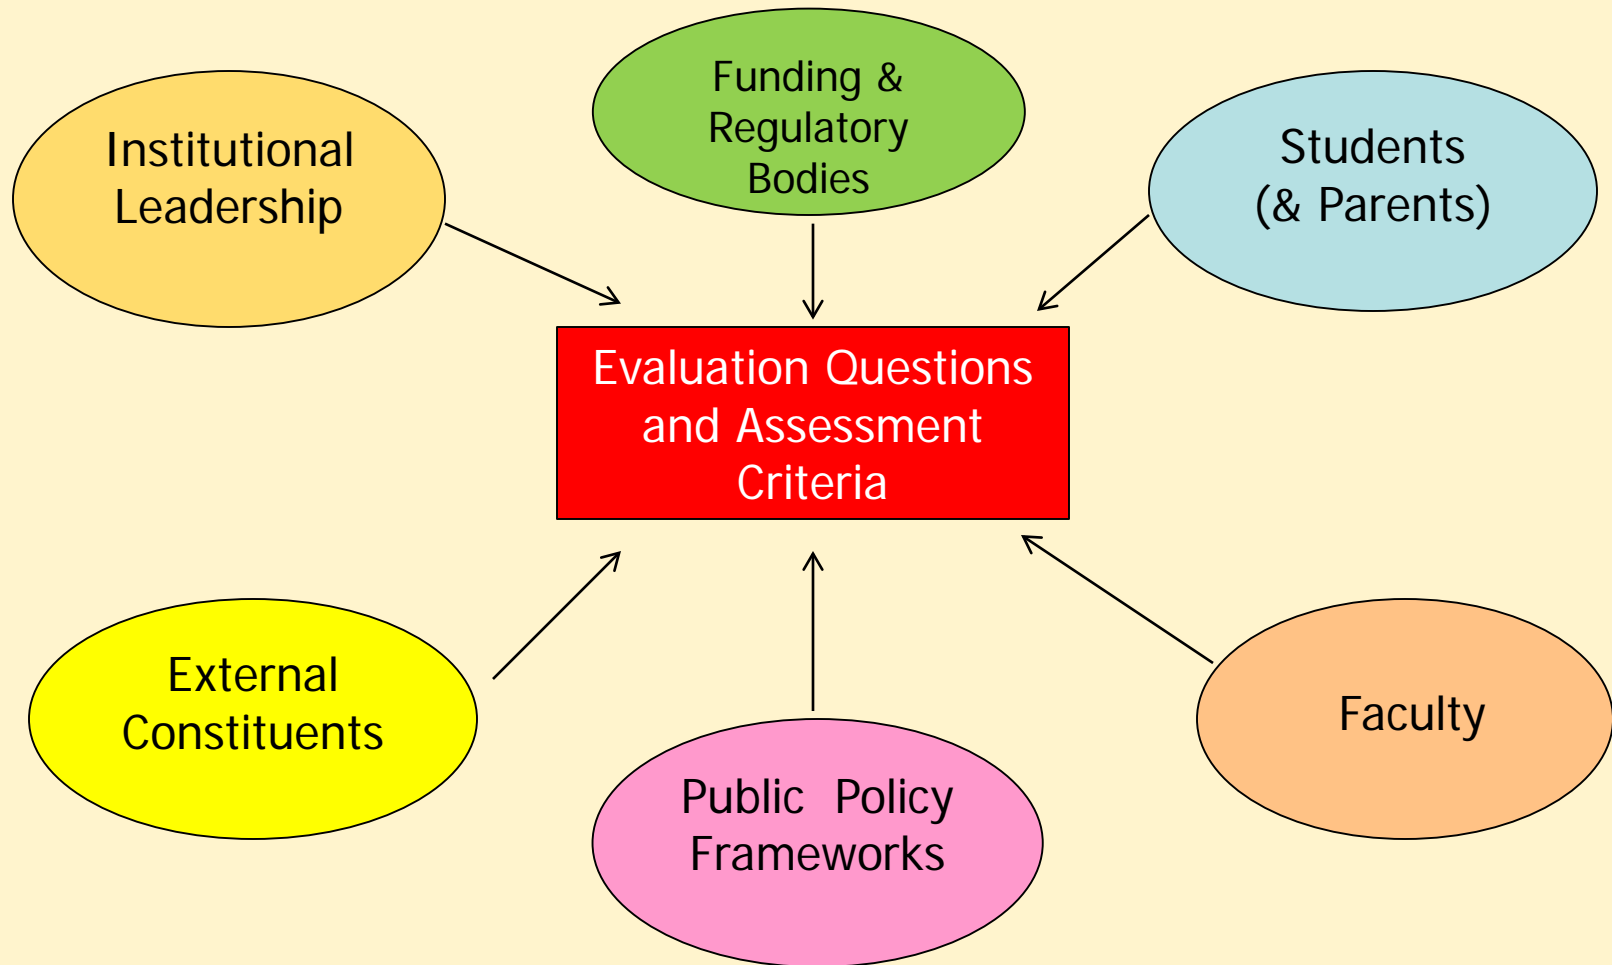 Institutional
Leadership
Funding &
Regulatory
Bodies
Students
(& Parents)
Evaluation Questions
and Assessment
Criteria
External
Constituents
Public Policy
Frameworks
Faculty